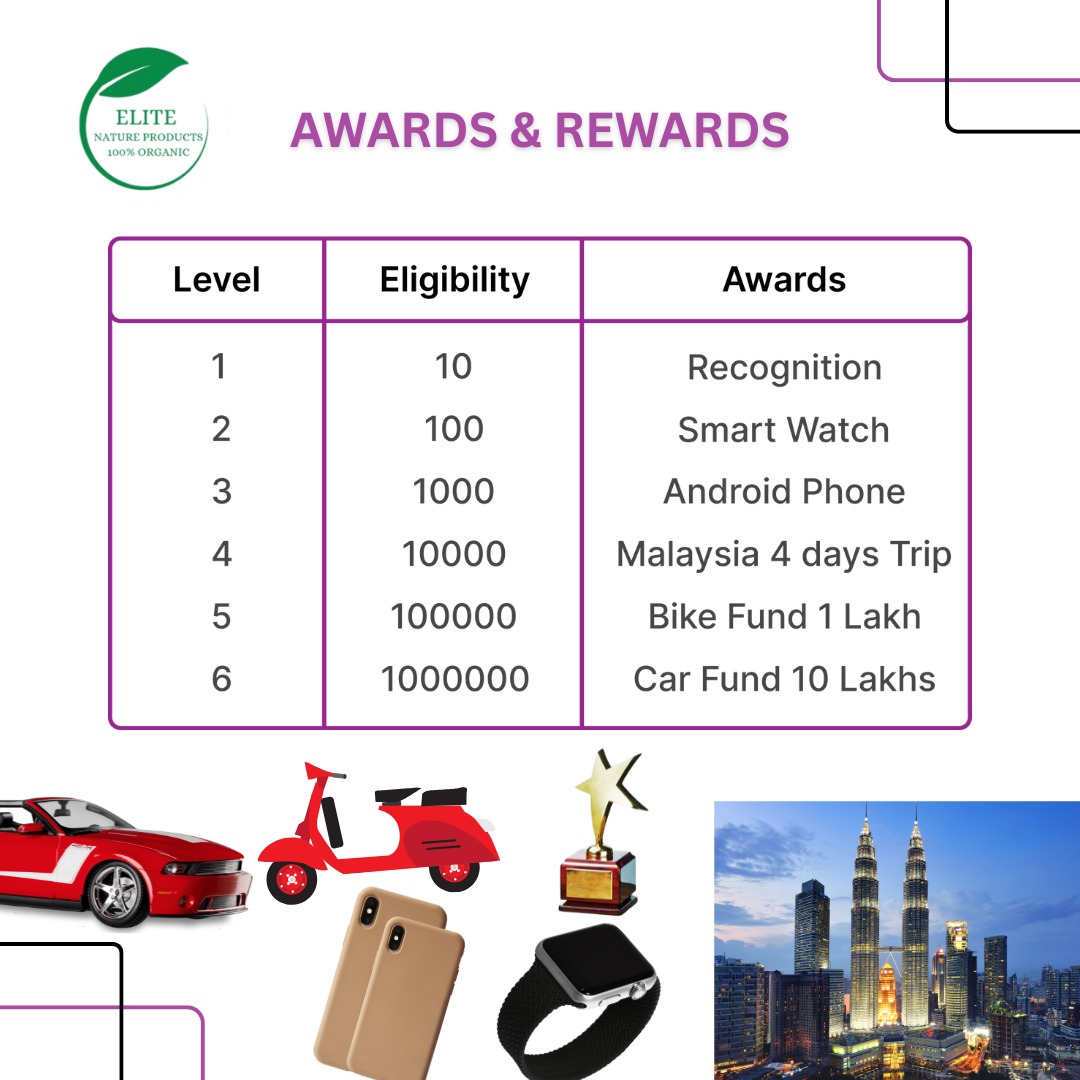 ELITE
NATURE PRODUCTS
100% ORGANIC
AWARDS & REWARDS
Level Eligibility Awards
1 10 Recognition
2 100 Smart Watch
3 1000 Android Phone
4 10000 Malaysia 4 days Trip
5 100000 Bike Fund 1 Lakh
6 1000000 Car Fund 10 Lakhs